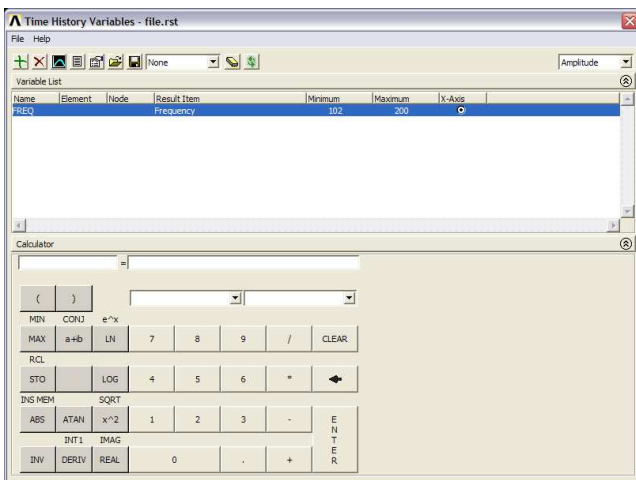 Time History Variables - file.rst
File Help
None Amplitude
Variable List
Name Element Node Result Item Minimum Maximum X-Axis
FREQ Frequency 102 200
Calculator
=
( )
MIN CONJ e^x
MAX a+ib LN 7 8 9 / CLEAR
RCL
STO LOG 4 5 6 *
INS MEM SQRT
ABS ATAN x^2 1 2 3 - ENTER
INT1 IMAG
INV DERIV REAL 0 . +